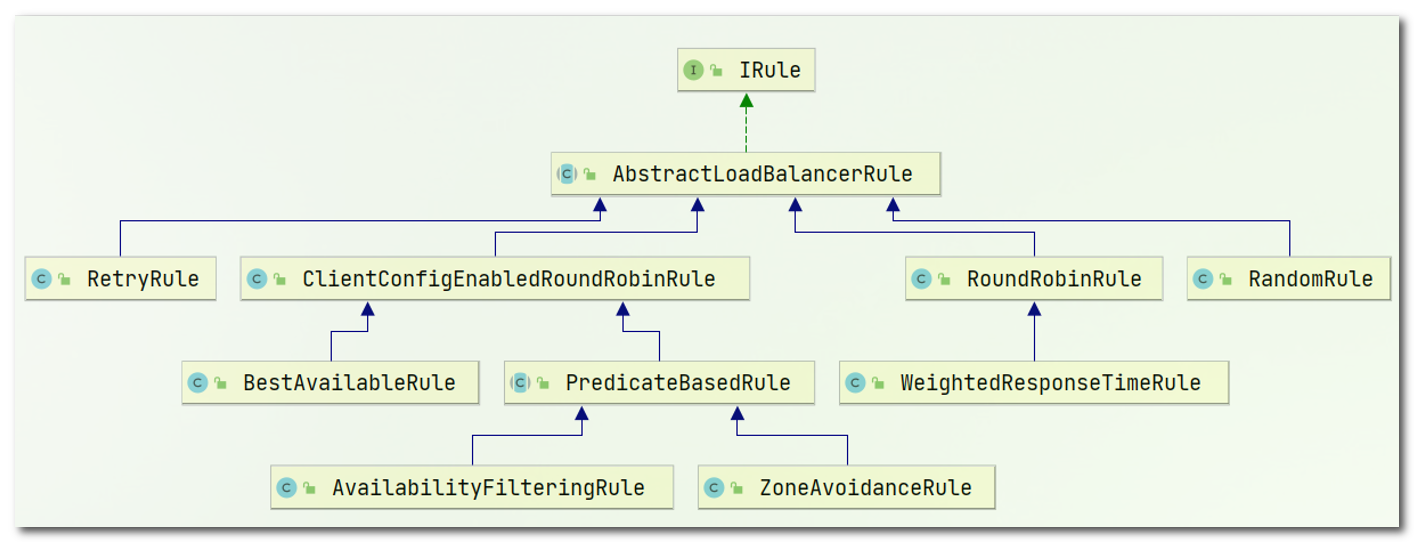 I IRule
C AbstractLoadBalancerRule
C RetryRule C ClientConfigEnabledRoundRobinRule C RoundRobinRule C RandomRule
C BestAvailableRule C PredicateBasedRule C WeightedResponseTimeRule
C AvailabilityFilteringRule C ZoneAvoidanceRule